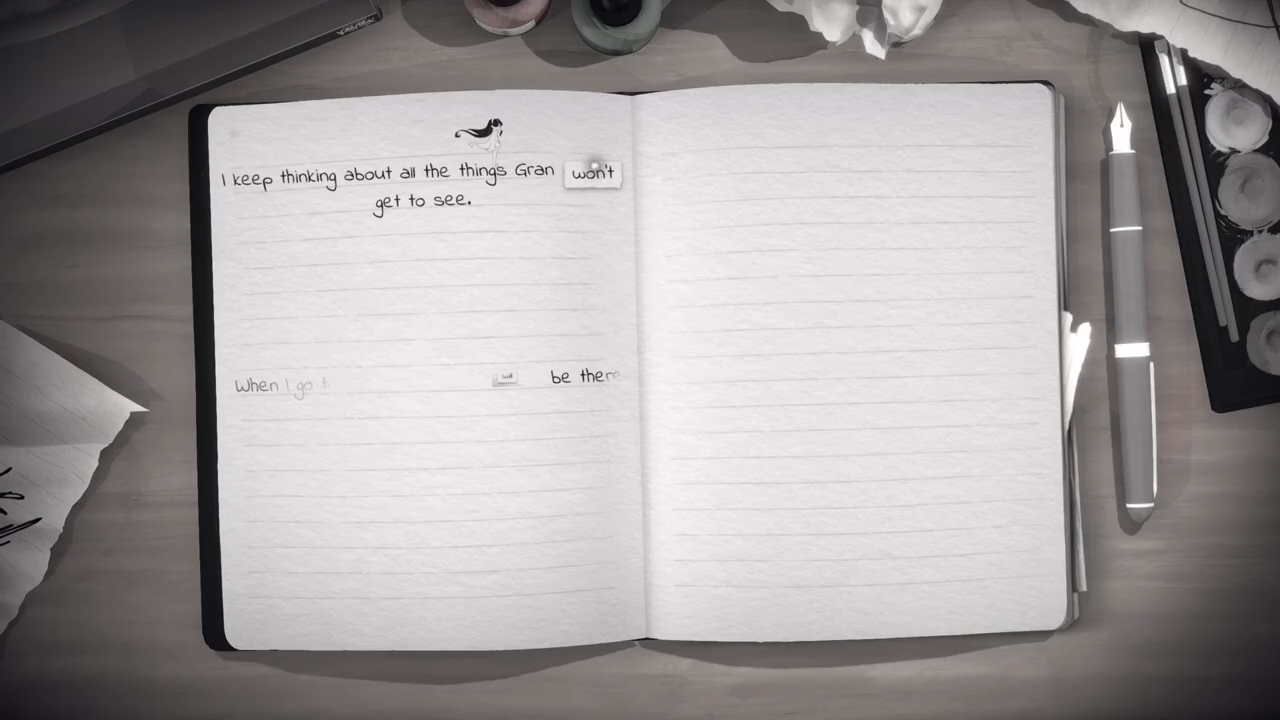 I keep thinking about all the things Gran won't
get to see.
When I go t
will be there